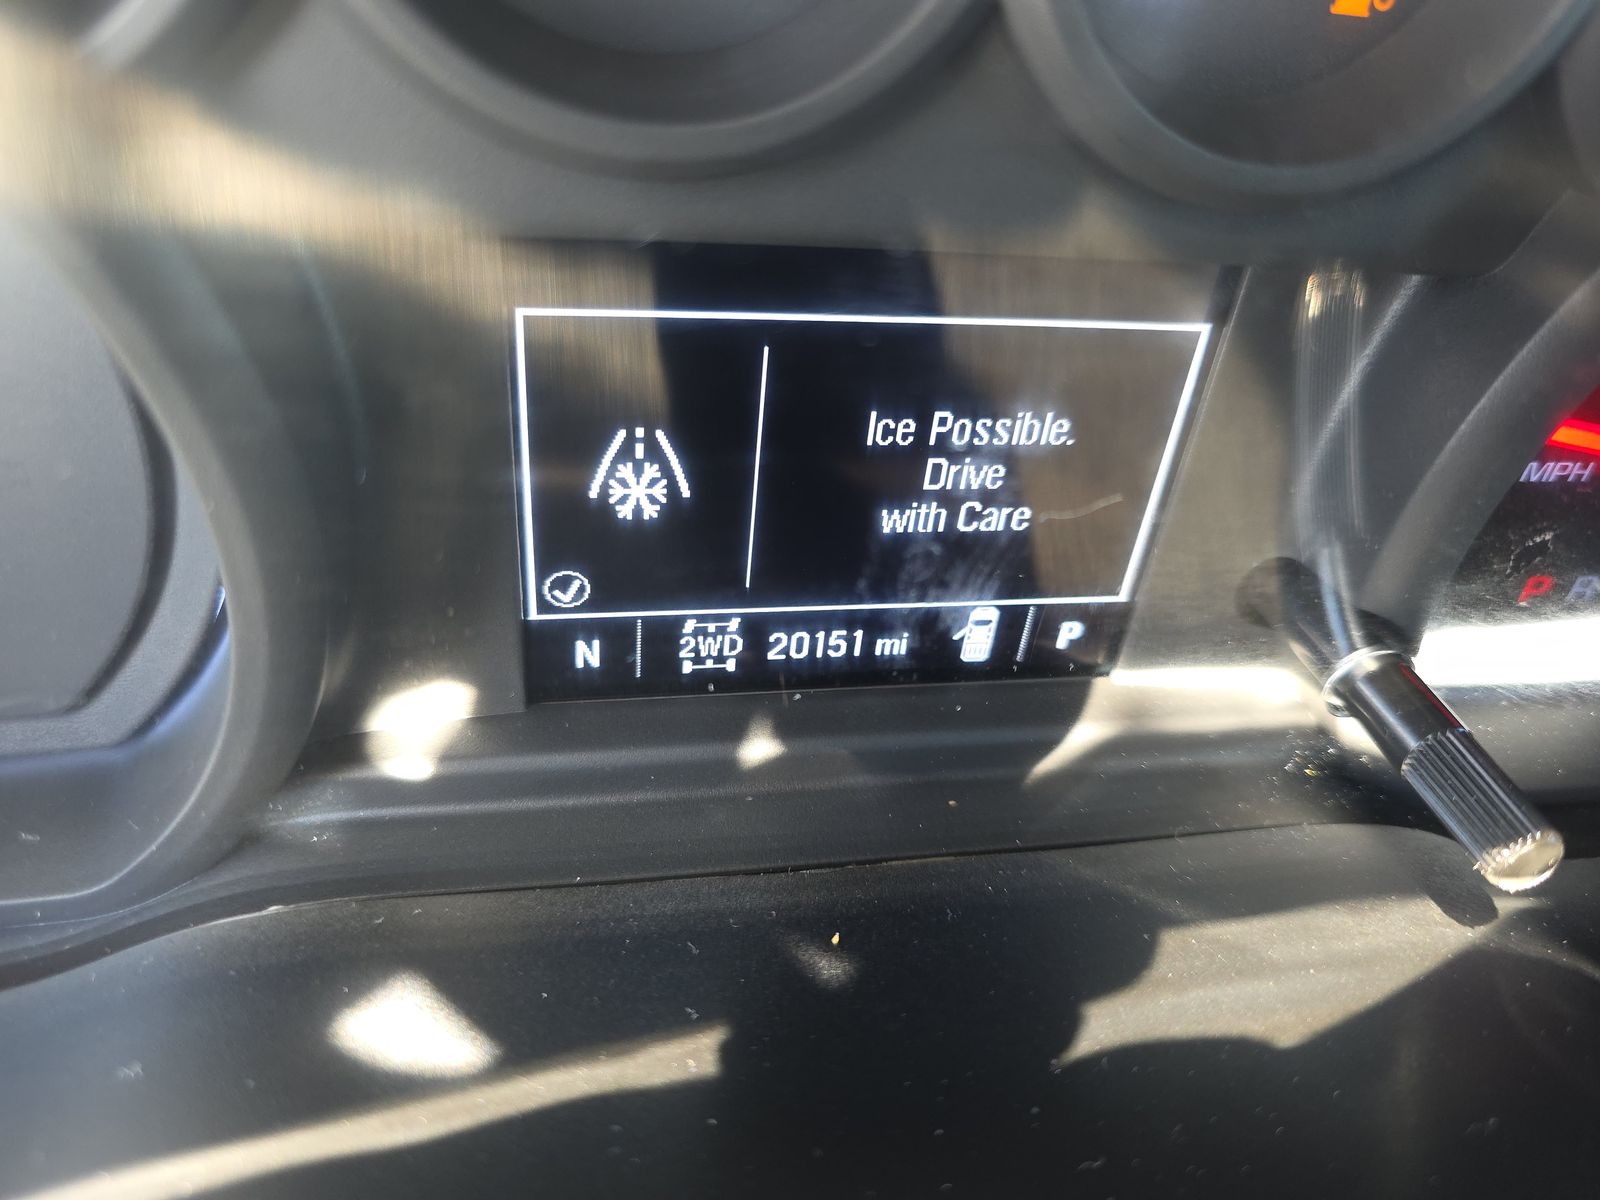 Ice Possible.
Drive
with Care
N 2WD 20151 mi P
MPH
P R